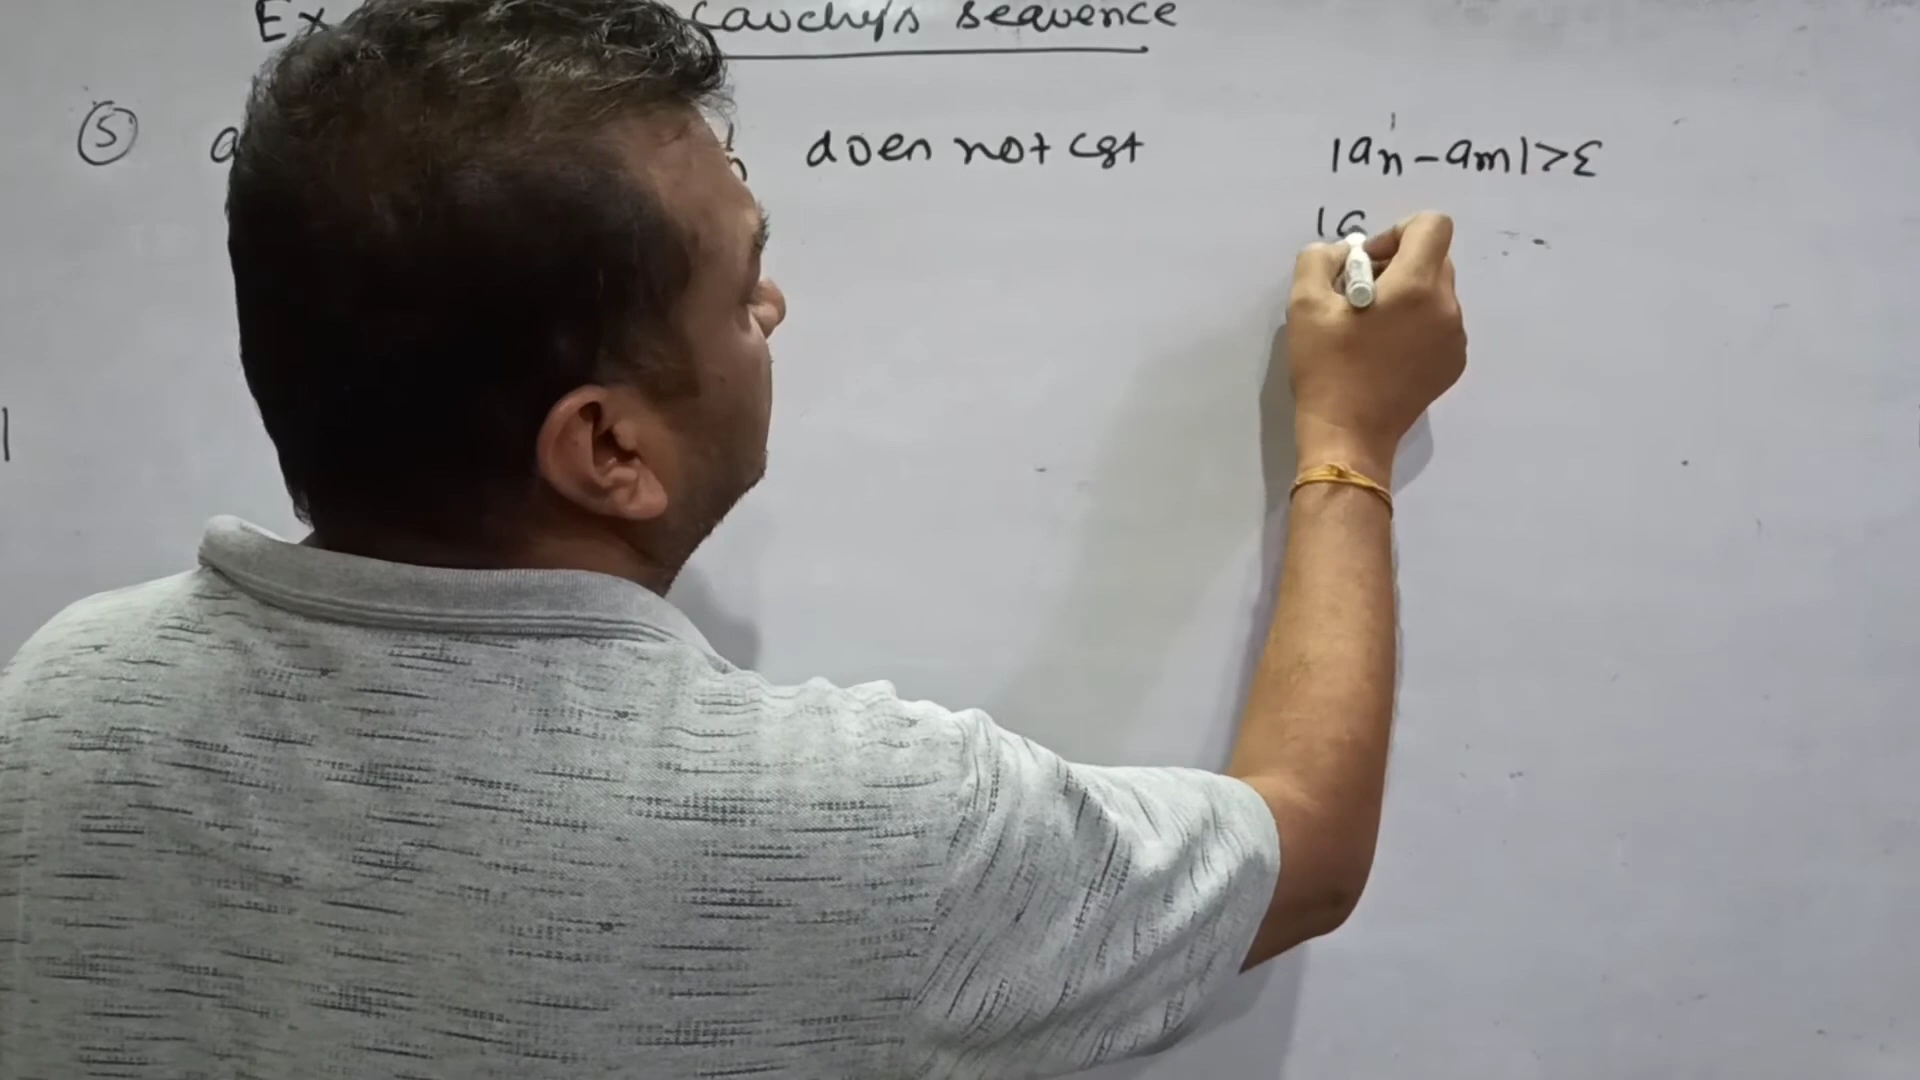 Ex Cauchy's sequence
5 a n does not cgt |an - am| > ε
|a